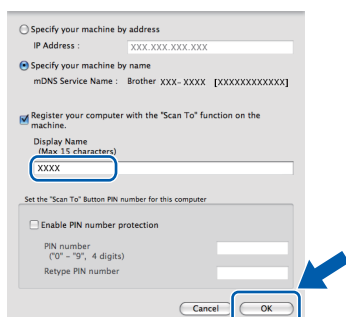 Specify your machine by address
IP Address : XXX.XXX.XXX.XXX
Specify your machine by name
mDNS Service Name : Brother XXX-XXXX [XXXXXXXXXXXX]
Register your computer with the "Scan To" function on the
machine.
Display Name
(Max 15 characters)
XXXX
Set the "Scan To" Button PIN number for this computer
Enable PIN number protection
PIN number
("0" – "9", 4 digits)
Retype PIN number
Cancel OK